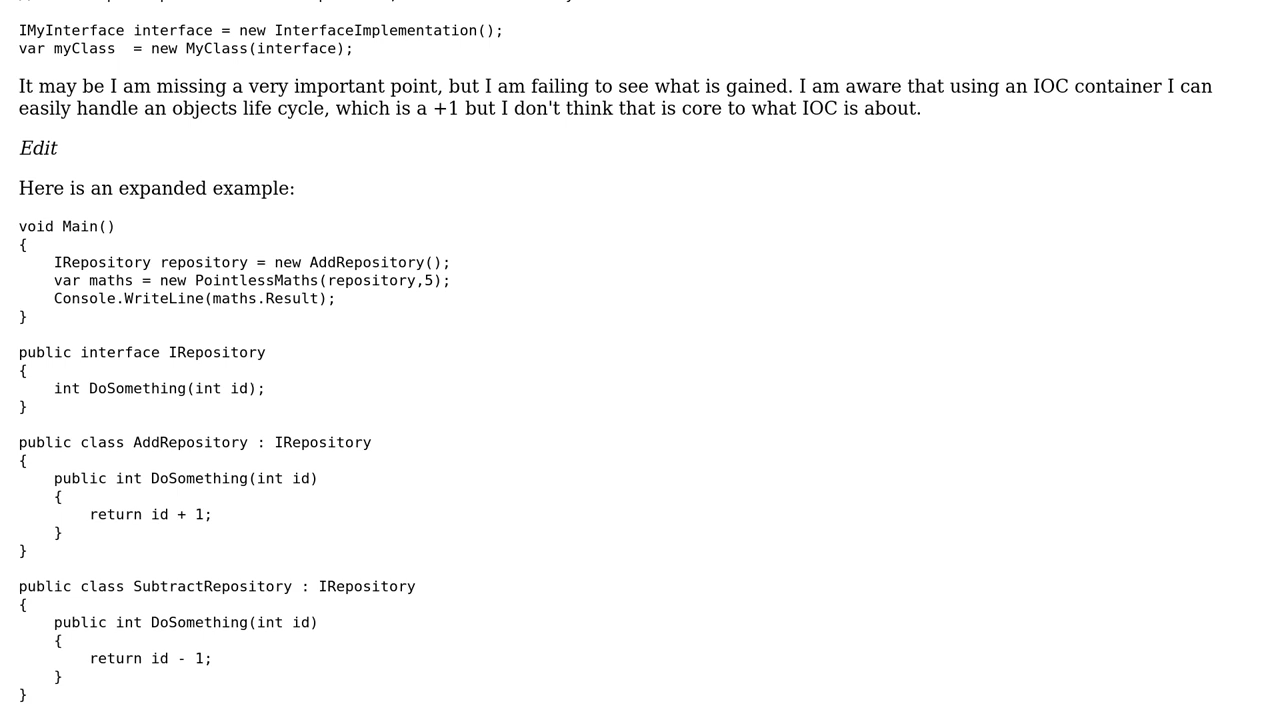 IMyInterface interface = new InterfaceImplementation();
var myClass  = new MyClass(interface);
It may be I am missing a very important point, but I am failing to see what is gained. I am aware that using an IOC container I can
easily handle an objects life cycle, which is a +1 but I don't think that is core to what IOC is about.
Edit
Here is an expanded example:
void Main()
{
    IRepository repository = new AddRepository();
    var maths = new PointlessMaths(repository,5);
    Console.WriteLine(maths.Result);
}
public interface IRepository
{
    int DoSomething(int id);
}
public class AddRepository : IRepository
{
    public int DoSomething(int id)
    {
        return id + 1;
    }
}
public class SubtractRepository : IRepository
{
    public int DoSomething(int id)
    {
        return id - 1;
    }
}